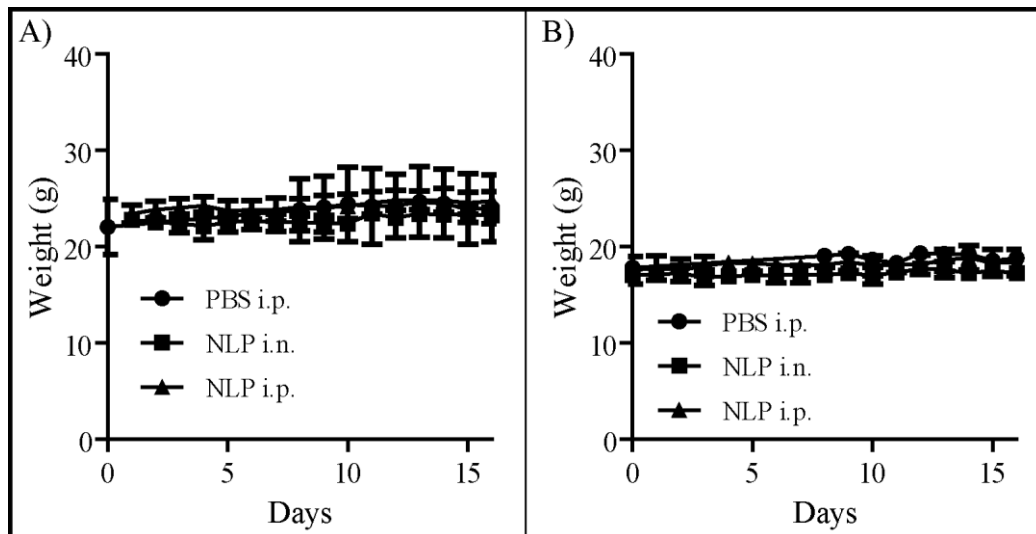 A)
40
30
20
10
0
Weight (g)
PBS i.p.
NLP i.n.
NLP i.p.
0 5 10 15
Days
B)
40
30
20
10
0
Weight (g)
PBS i.p.
NLP i.n.
NLP i.p.
0 5 10 15
Days